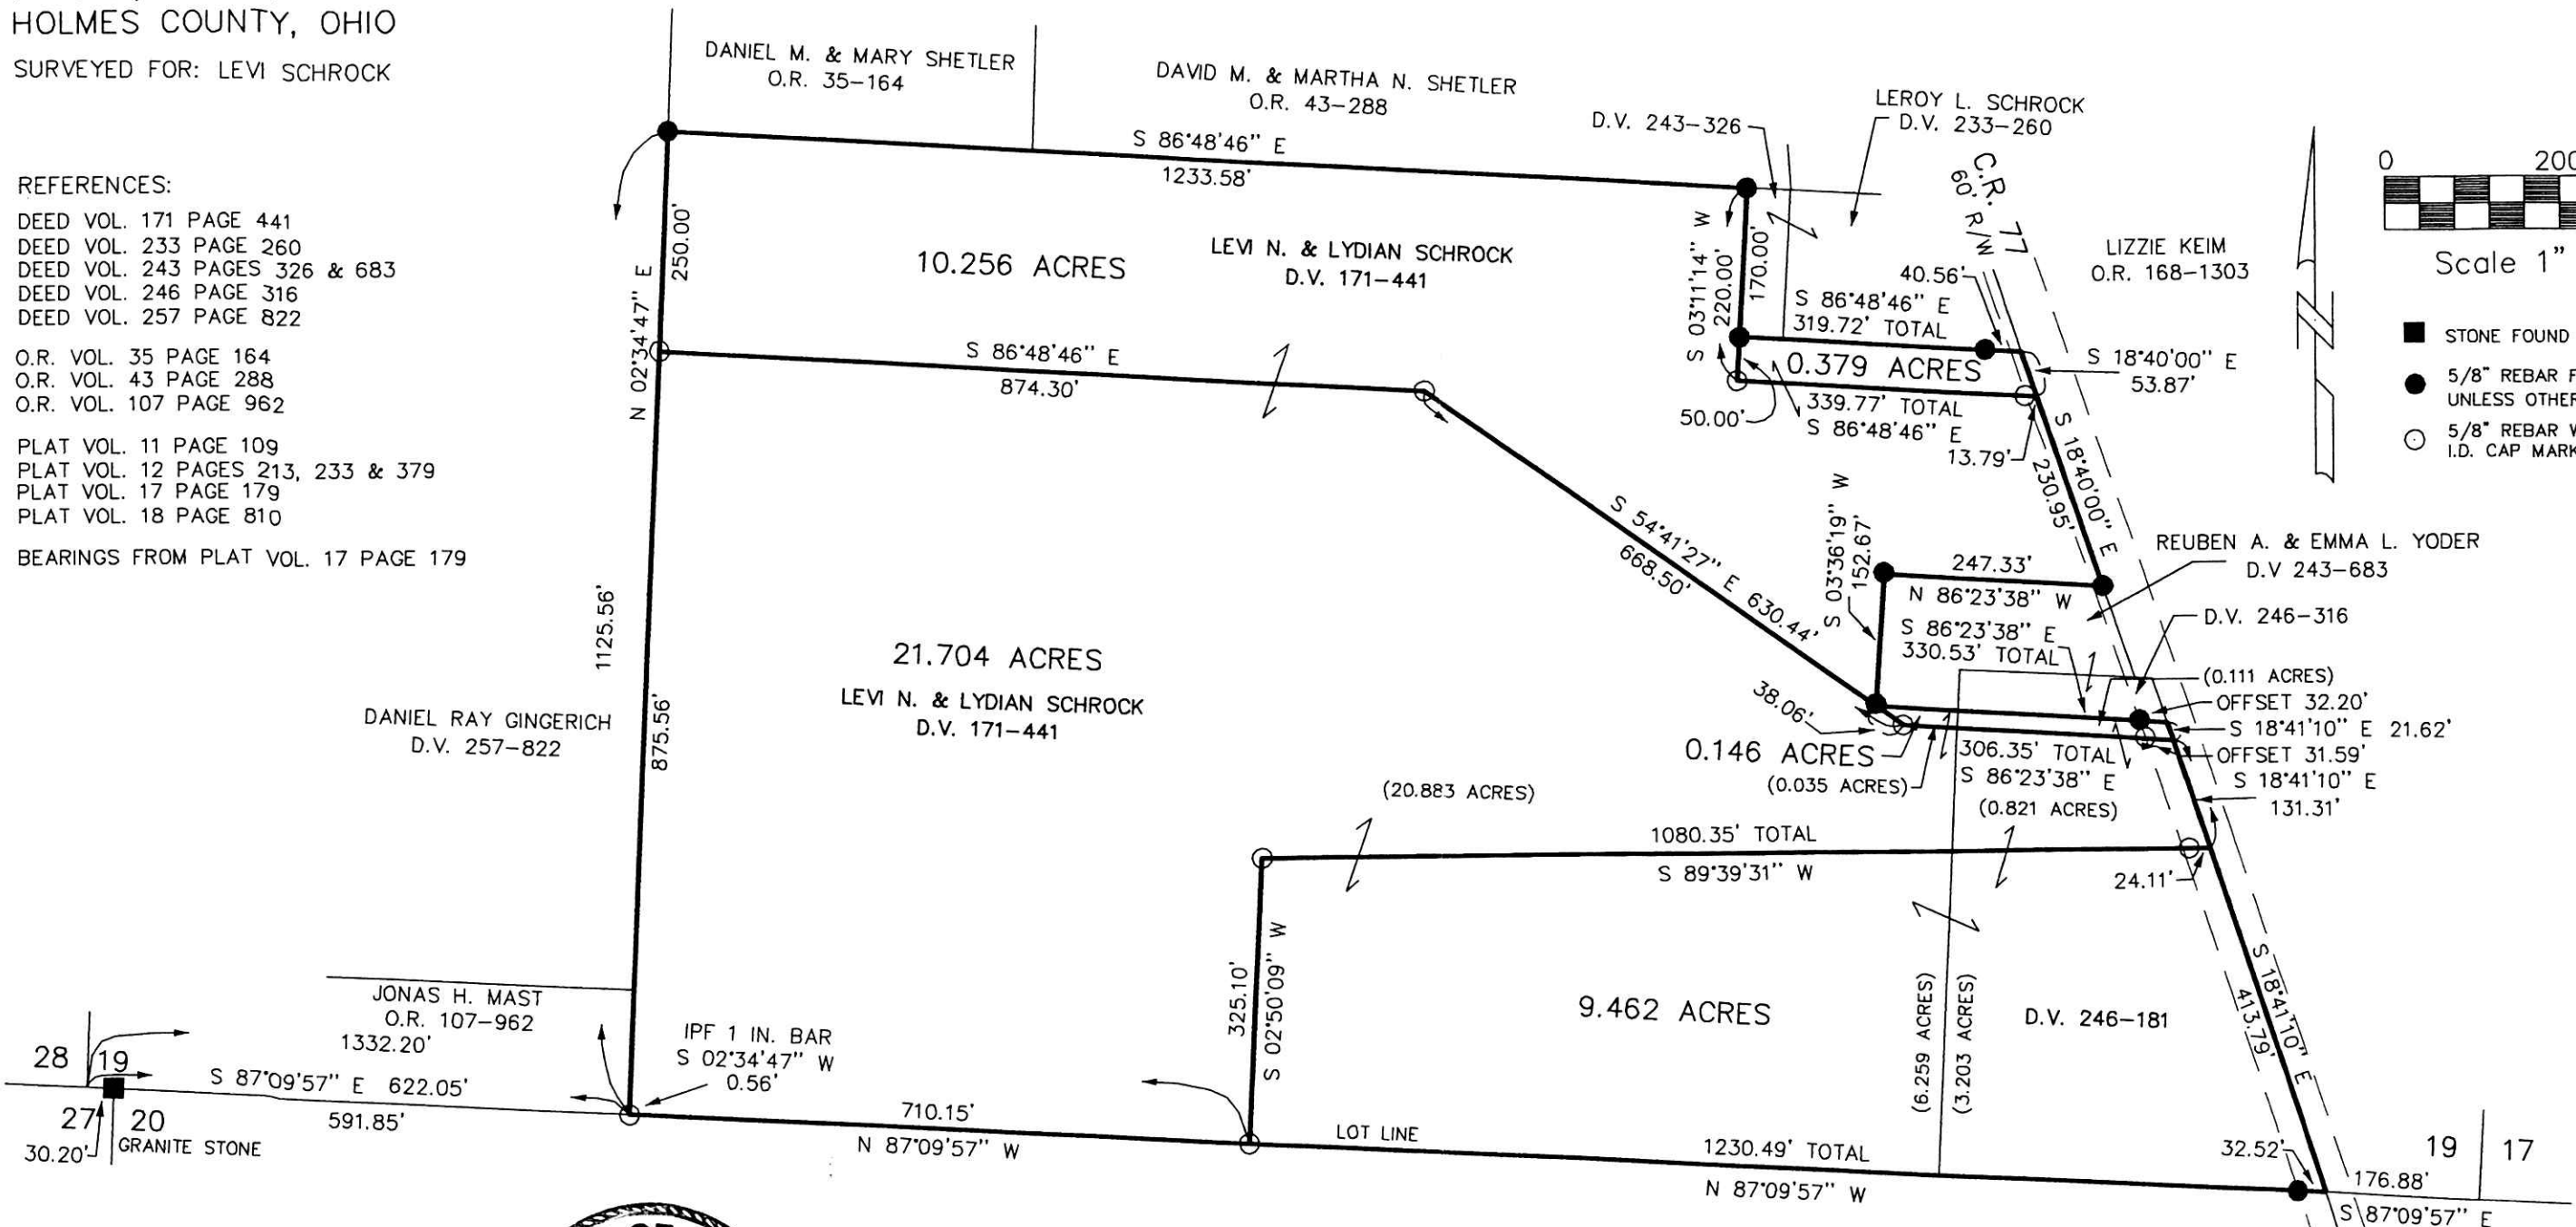 HOLMES COUNTY, OHIO
SURVEYED FOR: LEVI SCHROCK
REFERENCES:
DEED VOL. 171 PAGE 441
DEED VOL. 233 PAGE 260
DEED VOL. 243 PAGES 326 & 683
DEED VOL. 246 PAGE 316
DEED VOL. 257 PAGE 822
O.R. VOL. 35 PAGE 164
O.R. VOL. 43 PAGE 288
O.R. VOL. 107 PAGE 962
PLAT VOL. 11 PAGE 109
PLAT VOL. 12 PAGES 213, 233 & 379
PLAT VOL. 17 PAGE 179
PLAT VOL. 18 PAGE 810
BEARINGS FROM PLAT VOL. 17 PAGE 179
DANIEL M. & MARY SHETLER
O.R. 35-164
DAVID M. & MARTHA N. SHETLER
O.R. 43-288
D.V. 243-326
LEROY L. SCHROCK
D.V. 233-260
C.R. 77
60' R/W
LIZZIE KEIM
O.R. 168-1303
0 200
Scale 1"
STONE FOUND
5/8" REBAR F
UNLESS OTHER
5/8" REBAR W
I.D. CAP MARK
S 86°48'46" E
1233.58'
250.00'
N 02°34'47" E
10.256 ACRES
LEVI N. & LYDIAN SCHROCK
D.V. 171-441
S 03°11'14" W
220.00'
170.00'
40.56'
S 86°48'46" E
319.72' TOTAL
0.379 ACRES
S 18°40'00" E
53.87'
339.77' TOTAL
S 86°48'46" E
50.00'
13.79'
S 86°48'46" E
874.30'
S 18°40'00" E
230.95'
S 54°41'27" E 630.44'
668.50'
S 03°36'19" W
152.67'
247.33'
N 86°23'38" W
REUBEN A. & EMMA L. YODER
D.V 243-683
D.V. 246-316
S 86°23'38" E
330.53' TOTAL
(0.111 ACRES)
OFFSET 32.20'
S 18°41'10" E 21.62'
OFFSET 31.59'
S 18°41'10" E
131.31'
38.06'
0.146 ACRES
(0.035 ACRES)
306.35' TOTAL
S 86°23'38" E
(0.821 ACRES)
1125.56'
875.56'
21.704 ACRES
LEVI N. & LYDIAN SCHROCK
D.V. 171-441
DANIEL RAY GINGERICH
D.V. 257-822
(20.883 ACRES)
1080.35' TOTAL
S 89°39'31" W
24.11'
325.10'
S 02°50'09" W
9.462 ACRES
(6.259 ACRES)
(3.203 ACRES)
D.V. 246-181
S 18°41'10" E
413.79'
JONAS H. MAST
O.R. 107-962
1332.20'
IPF 1 IN. BAR
S 02°34'47" W
0.56'
28 19
27 20
S 87°09'57" E 622.05'
591.85'
30.20'
GRANITE STONE
710.15'
N 87°09'57" W
LOT LINE
1230.49' TOTAL
N 87°09'57" W
32.52'
19 17
176.88'
S 87°09'57" E